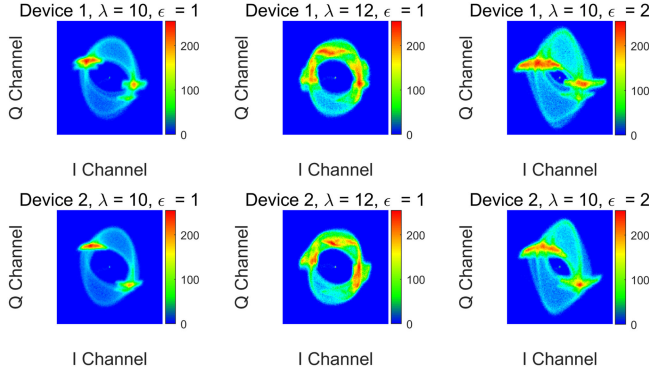 Device 1, λ = 10, ϵ = 1
Q Channel
200
100
0
I Channel
Device 1, λ = 12, ϵ = 1
Q Channel
200
100
0
I Channel
Device 1, λ = 10, ϵ = 2
Q Channel
200
100
0
I Channel
Device 2, λ = 10, ϵ = 1
Q Channel
200
100
0
I Channel
Device 2, λ = 12, ϵ = 1
Q Channel
200
100
0
I Channel
Device 2, λ = 10, ϵ = 2
Q Channel
200
100
0
I Channel